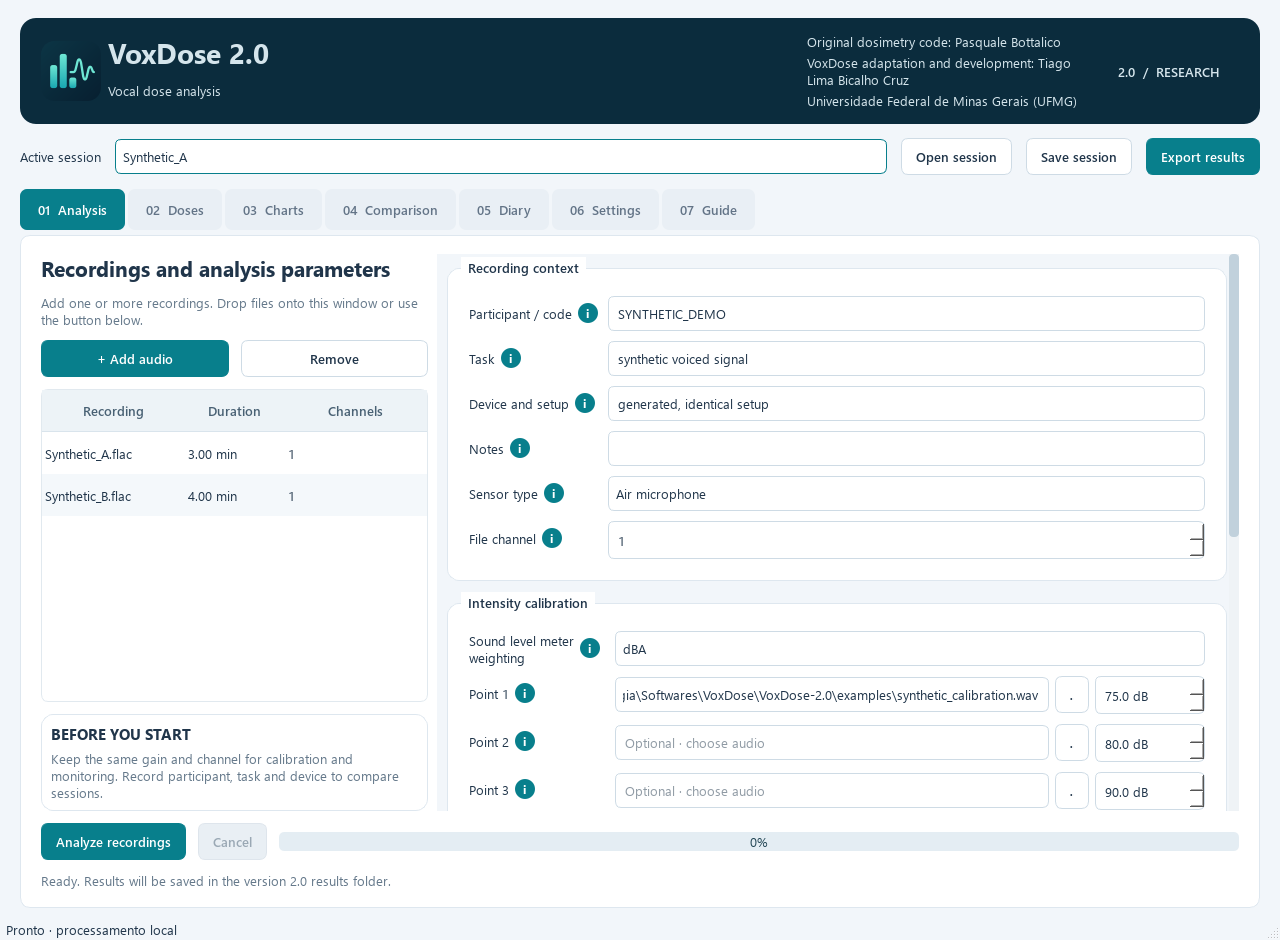 VoxDose 2.0
Vocal dose analysis
Original dosimetry code: Pasquale Bottalico
VoxDose adaptation and development: Tiago
Lima Bicalho Cruz
Universidade Federal de Minas Gerais (UFMG)
2.0 / RESEARCH
Active session
Synthetic_A
Open session
Save session
Export results
01 Analysis
02 Doses
03 Charts
04 Comparison
05 Diary
06 Settings
07 Guide
Recordings and analysis parameters
Add one or more recordings. Drop files onto this window or use
the button below.
+ Add audio
Remove
Recording Duration Channels
Synthetic_A.flac 3.00 min 1
Synthetic_B.flac 4.00 min 1
BEFORE YOU START
Keep the same gain and channel for calibration and
monitoring. Record participant, task and device to compare
sessions.
Recording context
Participant / code i SYNTHETIC_DEMO
Task i synthetic voiced signal
Device and setup i generated, identical setup
Notes i
Sensor type i Air microphone
File channel i 1
Intensity calibration
Sound level meter
weighting i dBA
Point 1 i gia\Softwares\VoxDose\VoxDose-2.0\examples\synthetic_calibration.wav . 75.0 dB
Point 2 i Optional · choose audio . 80.0 dB
Point 3 i Optional · choose audio . 90.0 dB
Analyze recordings
Cancel
0%
Ready. Results will be saved in the version 2.0 results folder.
Pronto · processamento local